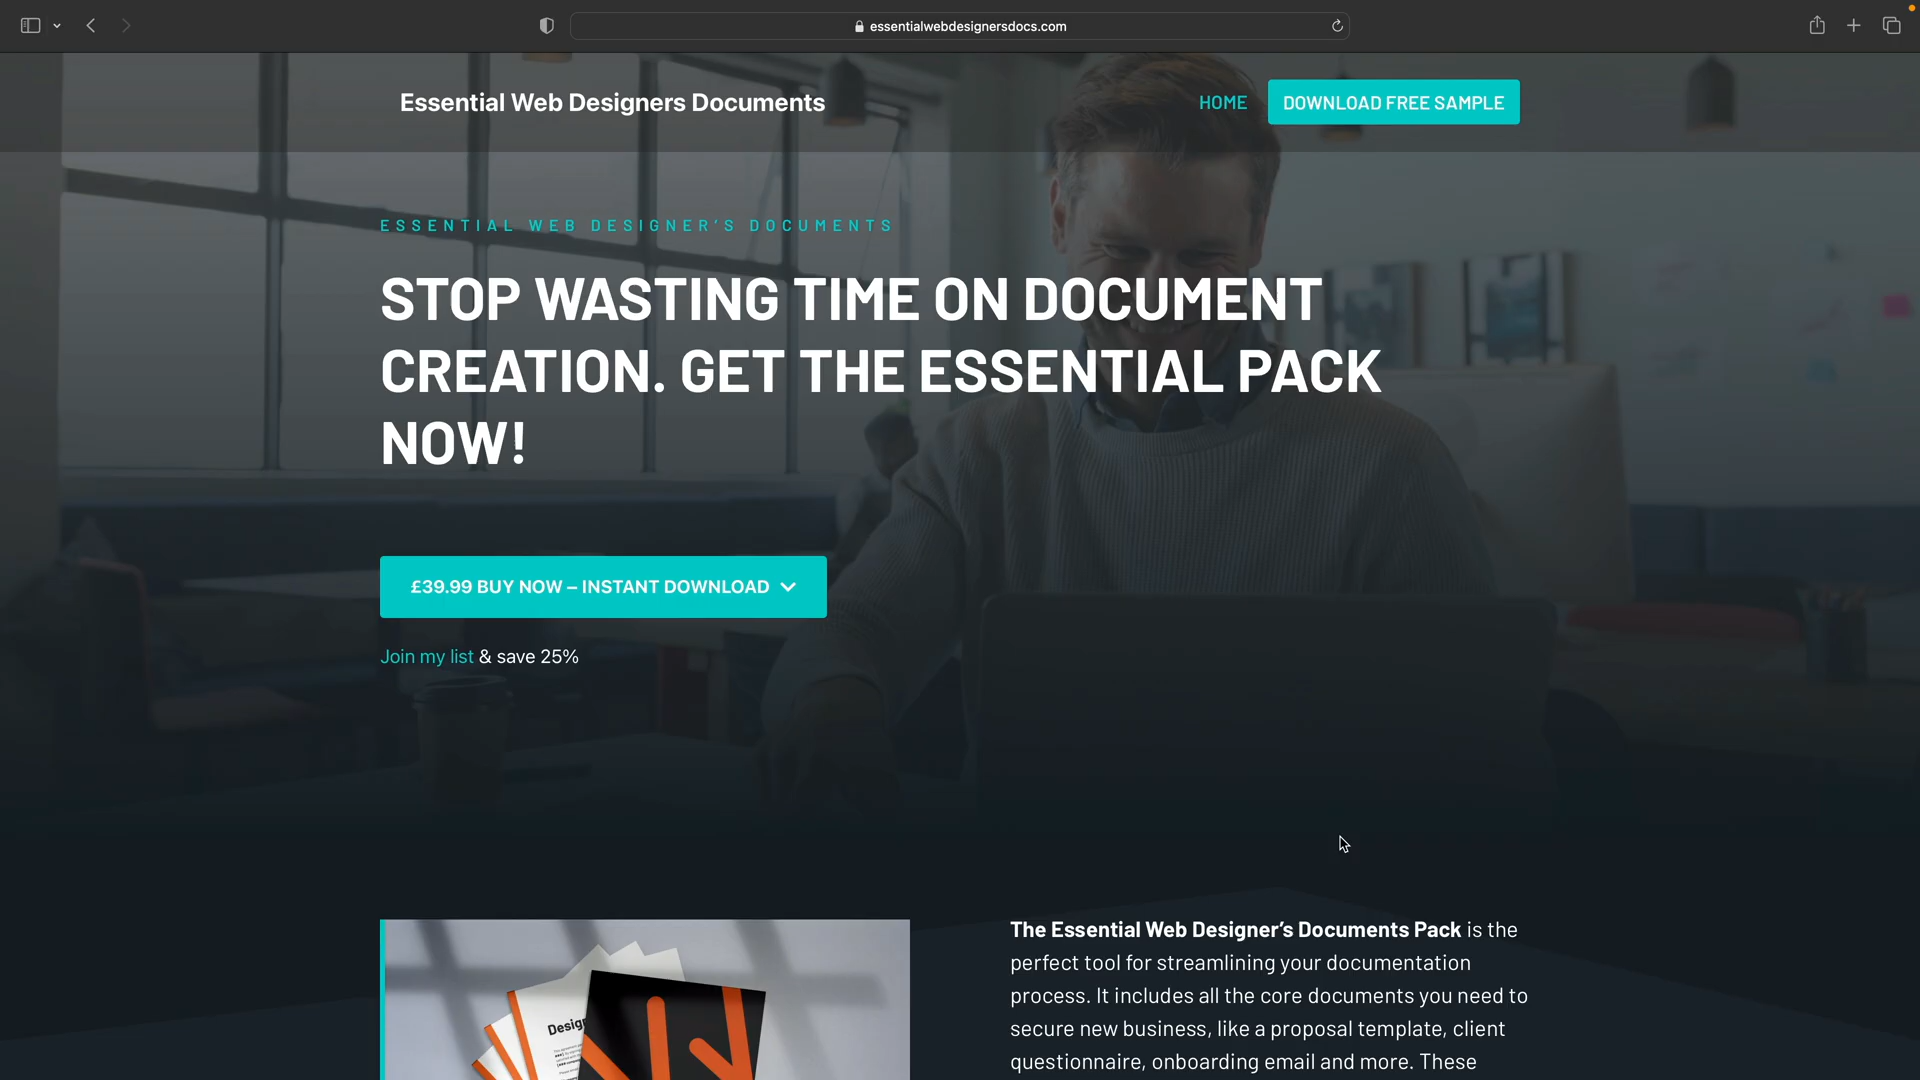 essentialwebdesignersdocs.com
Essential Web Designers Documents
HOME
DOWNLOAD FREE SAMPLE
ESSENTIAL WEB DESIGNER’S DOCUMENTS
STOP WASTING TIME ON DOCUMENT
CREATION. GET THE ESSENTIAL PACK
NOW!
£39.99 BUY NOW – INSTANT DOWNLOAD
Join my list & save 25%
The Essential Web Designer’s Documents Pack is the
perfect tool for streamlining your documentation
process. It includes all the core documents you need to
secure new business, like a proposal template, client
questionnaire, onboarding email and more. These